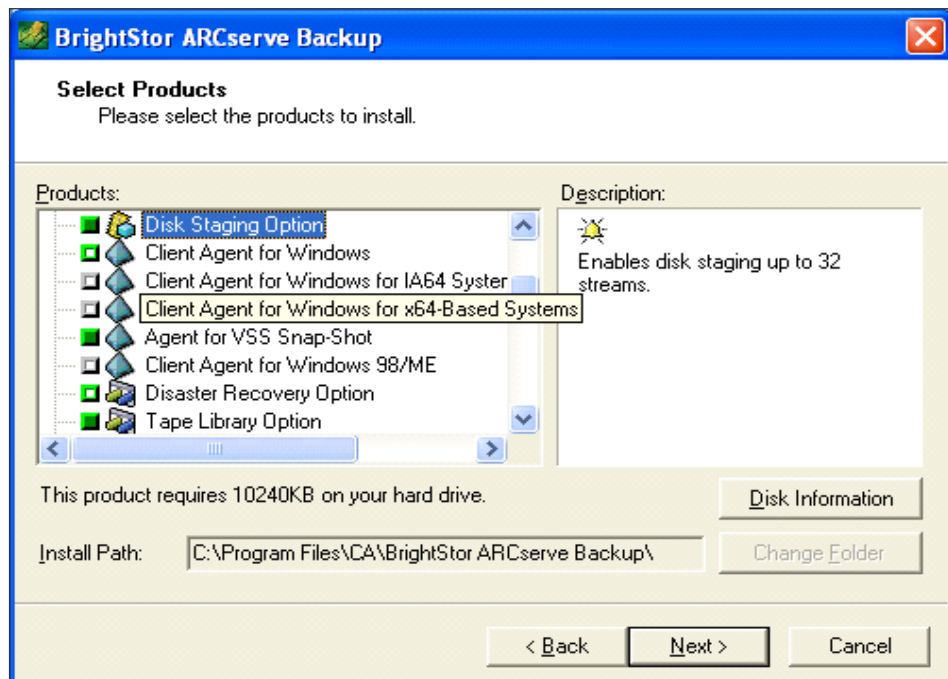 BrightStor ARCserve Backup
Select Products
Please select the products to install.
Products:
Disk Staging Option
Client Agent for Windows
Client Agent for Windows for IA64 System
Client Agent for Windows for x64-Based Systems
Agent for VSS Snap-Shot
Client Agent for Windows 98/ME
Disaster Recovery Option
Tape Library Option
Description:
Enables disk staging up to 32
streams.
This product requires 10240KB on your hard drive.
Disk Information
Install Path:
C:\Program Files\CA\BrightStor ARCserve Backup\
Change Folder
< Back
Next >
Cancel